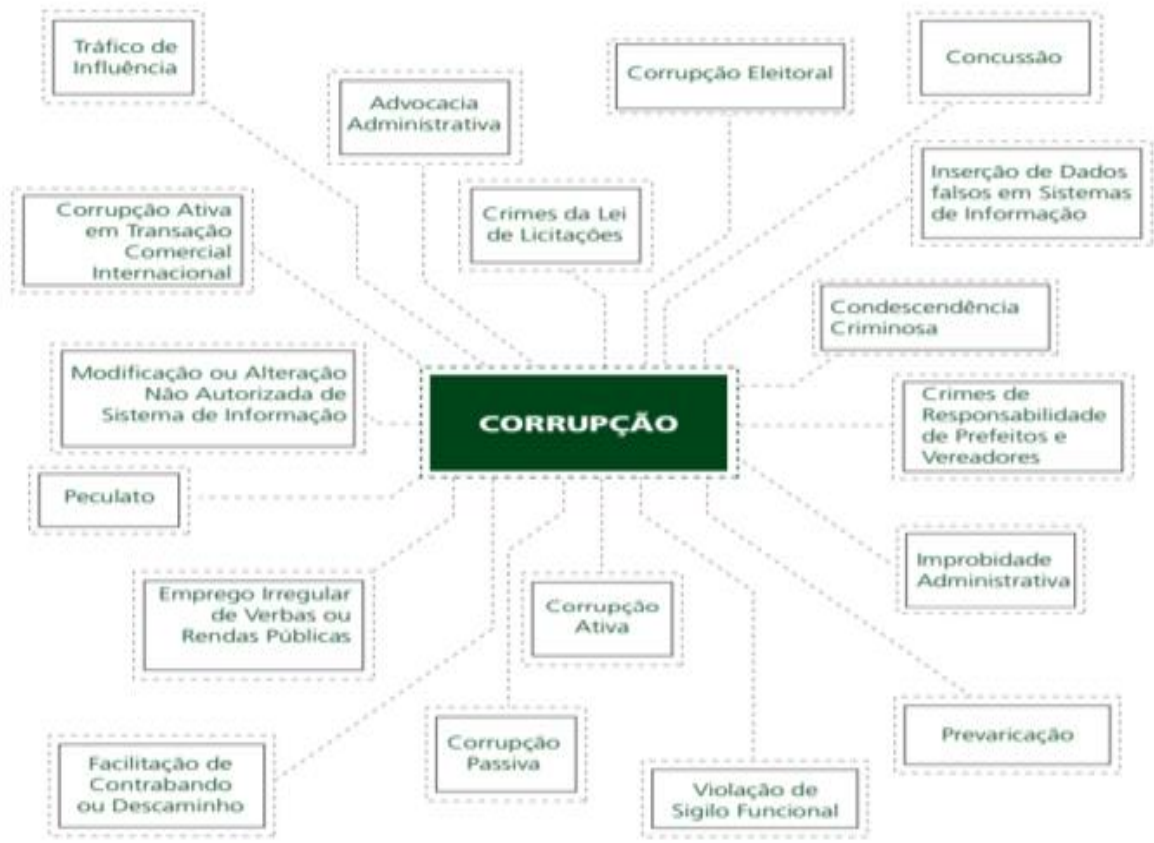 Tráfico de
Influência
Advocacia
Administrativa
Corrupção Eleitoral
Concussão
Corrupção Ativa
em Transação
Comercial
Internacional
Crimes da Lei
de Licitações
Inserção de Dados
falsos em Sistemas
de Informação
Condescendência
Criminosa
Modificação ou Alteração
Não Autorizada de
Sistema de Informação
CORRUPÇÃO
Crimes de
Responsabilidade
de Prefeitos e
Vereadores
Peculato
Improbidade
Administrativa
Emprego Irregular
de Verbas ou
Rendas Públicas
Corrupção
Ativa
Prevaricação
Facilitação de
Contrabando
ou Descaminho
Corrupção
Passiva
Violação de
Sigilo Funcional